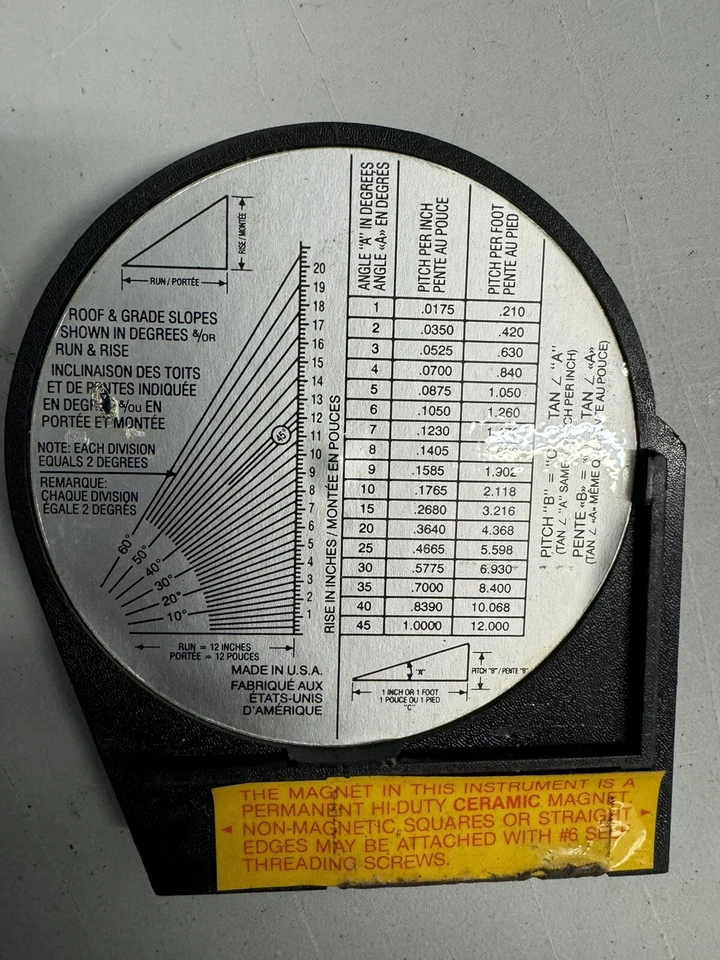 RISE / MONTÉE
RUN / PORTÉE
ROOF & GRADE SLOPES
SHOWN IN DEGREES &/OR
RUN & RISE
INCLINAISON DES TOITS
ET DE INDIQUÉE
EN &/ou EN
PORTÉE ET MONTÉE
NOTE: EACH DIVISION
EQUALS 2 DEGREES
REMARQUE:
CHAQUE DIVISION
ÉGALE 2 DEGRÉS
60°
50°
40°
30°
20°
10°
45°
20
19
18
17
16
15
14
13
12
11
10
9
8
7
6
5
4
3
2
1
RISE IN INCHES / MONTÉE EN POUCES
RUN = 12 INCHES
PORTÉE = 12 POUCES
MADE IN U.S.A.
FABRIQUÉ AUX
ÉTATS-UNIS
D'AMÉRIQUE
ANGLE "A" IN DEGREES
ANGLE «A» EN DEGRÉS
PITCH PER INCH
PENTE AU POUCE
PITCH PER FOOT
PENTE AU PIED
1 .0175 .210
2 .0350 .420
3 .0525 .630
4 .0700 .840
5 .0875 1.050
6 .1050 1.260
7 .1230
8 .1405
9 .1585 1.902
10 .1765 2.118
15 .2680 3.216
20 .3640 4.368
25 .4665 5.598
30 .5775 6.930
35 .7000 8.400
40 .8390 10.068
45 1.0000 12.000
PITCH "B" = "C" TAN ∠ "A"
(TAN ∠ "A" SAME PER INCH)
PENTE «B» = TAN ∠ «A»
(TAN ∠ «A» MÊME AU POUCE)
"A"
PITCH "B" / PENTE "B"
1 INCH OR 1 FOOT
1 POUCE OU 1 PIED
"C"
THE MAGNET IN THIS INSTRUMENT IS A
PERMANENT HI-DUTY CERAMIC MAGNET
NON-MAGNETIC SQUARES OR STRAIGHT
EDGES MAY BE ATTACHED WITH #6
THREADING SCREWS.